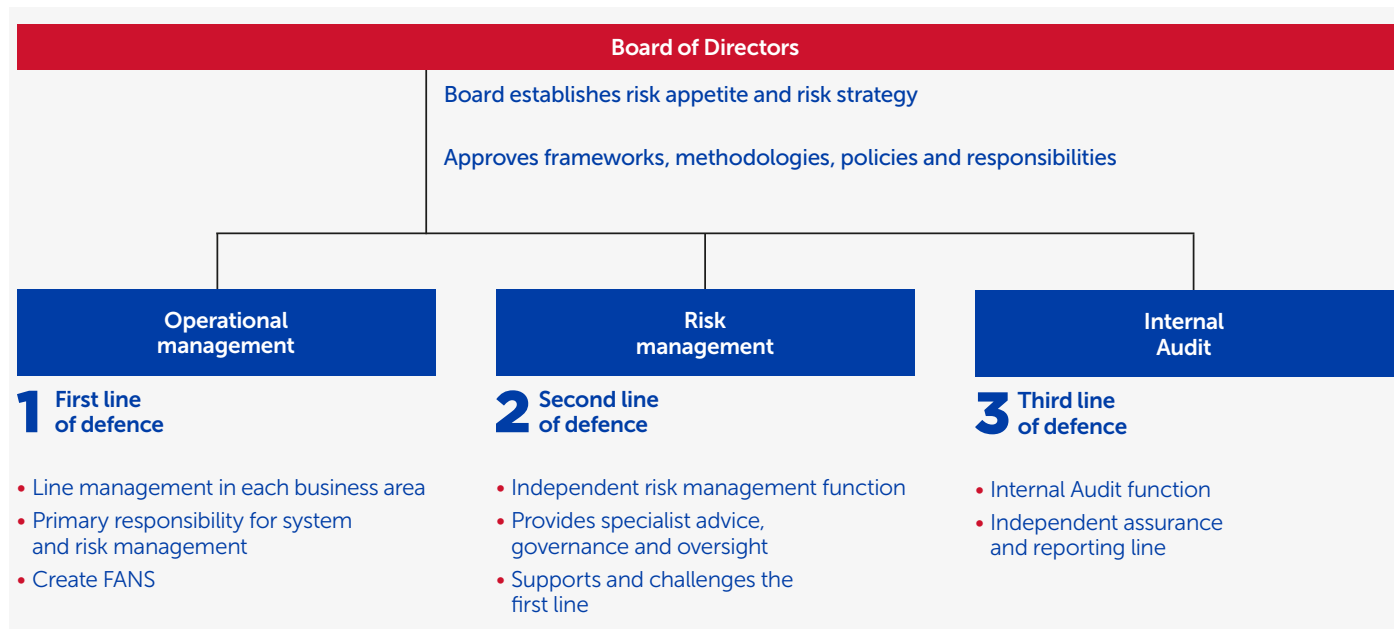 Board of Directors
Board establishes risk appetite and risk strategy
Approves frameworks, methodologies, policies and responsibilities
Operational
management
1 First line
of defence
• Line management in each business area
• Primary responsibility for system
and risk management
• Create FANS
Risk
management
2 Second line
of defence
• Independent risk management function
• Provides specialist advice,
governance and oversight
• Supports and challenges the
first line
Internal
Audit
3 Third line
of defence
• Internal Audit function
• Independent assurance
and reporting line